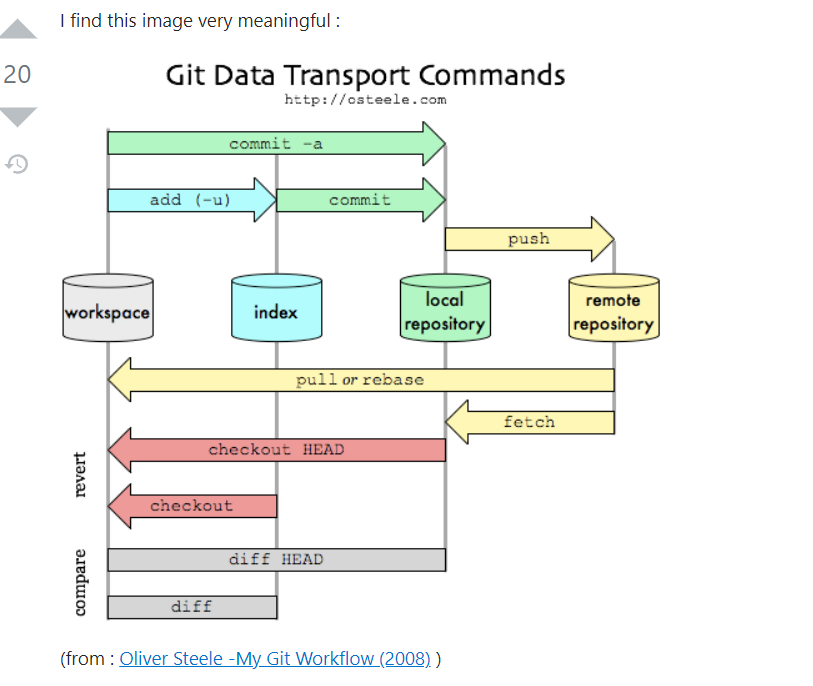 I find this image very meaningful :
20
Git Data Transport Commands
http://osteele.com
commit -a
add (-u)
commit
push
workspace
index
local
repository
remote
repository
pull or rebase
fetch
revert
checkout HEAD
checkout
compare
diff HEAD
diff
(from : Oliver Steele -My Git Workflow (2008) )